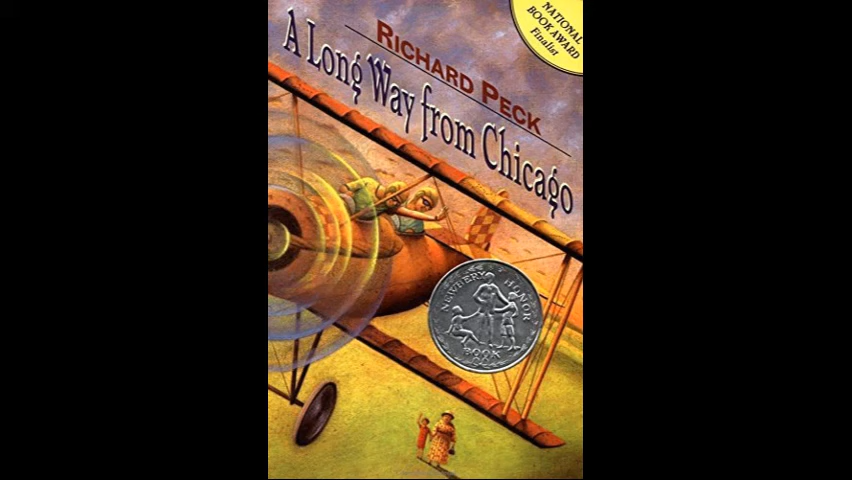 NATIONAL
BOOK AWARD
Finalist
RICHARD PECK
A Long Way from Chicago
NEWBERY HONOR
BOOK